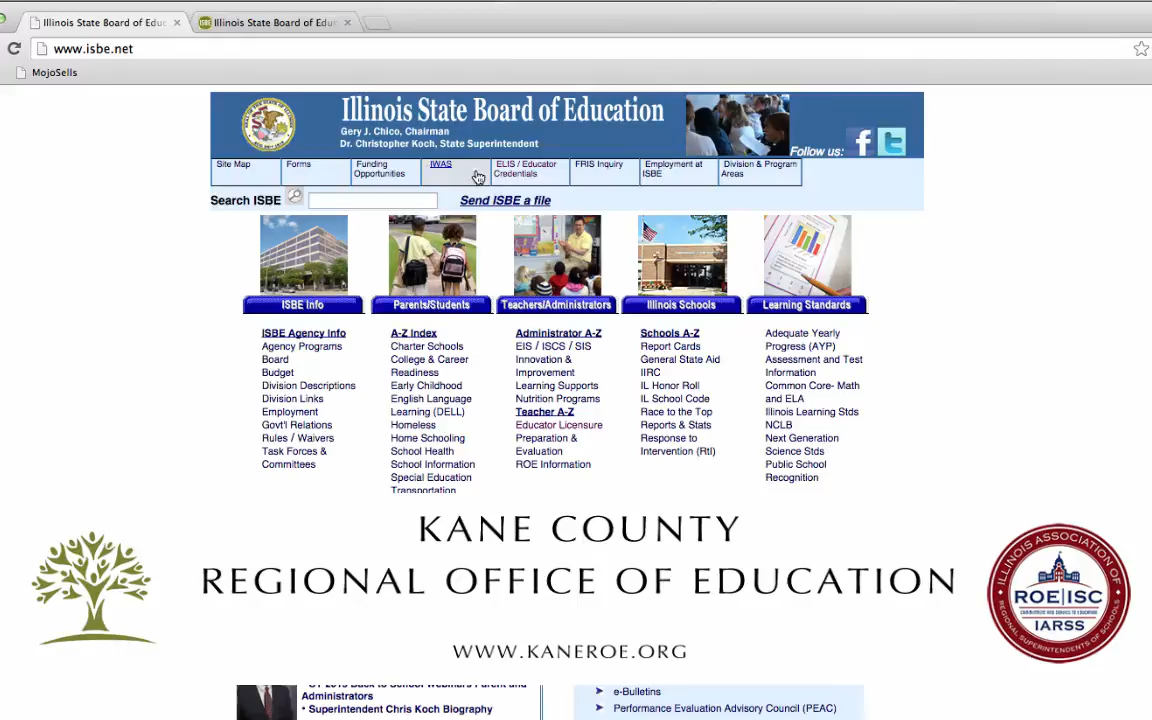 Illinois State Board of Educ
Illinois State Board of Edu
www.isbe.net
MojoSells
Illinois State Board of Education
Gery J. Chico, Chairman
Dr. Christopher Koch, State Superintendent
Follow us:
Site Map
Forms
Funding
Opportunities
IWAS
ELIS / Educator
Credentials
FRIS Inquiry
Employment at
ISBE
Division & Program
Areas
Search ISBE
Send ISBE a file
ISBE Info
Parents/Students
Teachers/Administrators
Illinois Schools
Learning Standards
ISBE Agency Info
Agency Programs
Board
Budget
Division Descriptions
Division Links
Employment
Gov'l Relations
Rules / Waivers
Task Forces &
Committees
A-Z Index
Charter Schools
College & Career
Readiness
Early Childhood
English Language
Learning (DELL)
Homeless
Home Schooling
School Health
School Information
Special Education
Transportation
Administrator A-Z
EIS / ISCS / SIS
Innovation &
Improvement
Learning Supports
Nutrition Programs
Teacher A-Z
Educator Licensure
Preparation &
Evaluation
ROE Information
Schools A-Z
Report Cards
General State Aid
IIRC
IL Honor Roll
IL School Code
Race to the Top
Reports & Stats
Response to
Intervention (RtI)
Adequate Yearly
Progress (AYP)
Assessment and Test
Information
Common Core- Math
and ELA
Illinois Learning Stds
NCLB
Next Generation
Science Stds
Public School
Recognition
KANE COUNTY
REGIONAL OFFICE OF EDUCATION
WWW.KANEROE.ORG
ILLINOIS ASSOCIATION OF
ROE|ISC
IARSS
REGIONAL SUPERINTENDENTS OF SCHOOLS
Back to School Webinars Parent and
Administrators
• Superintendent Chris Koch Biography
e-Bulletins
Performance Evaluation Advisory Council (PEAC)